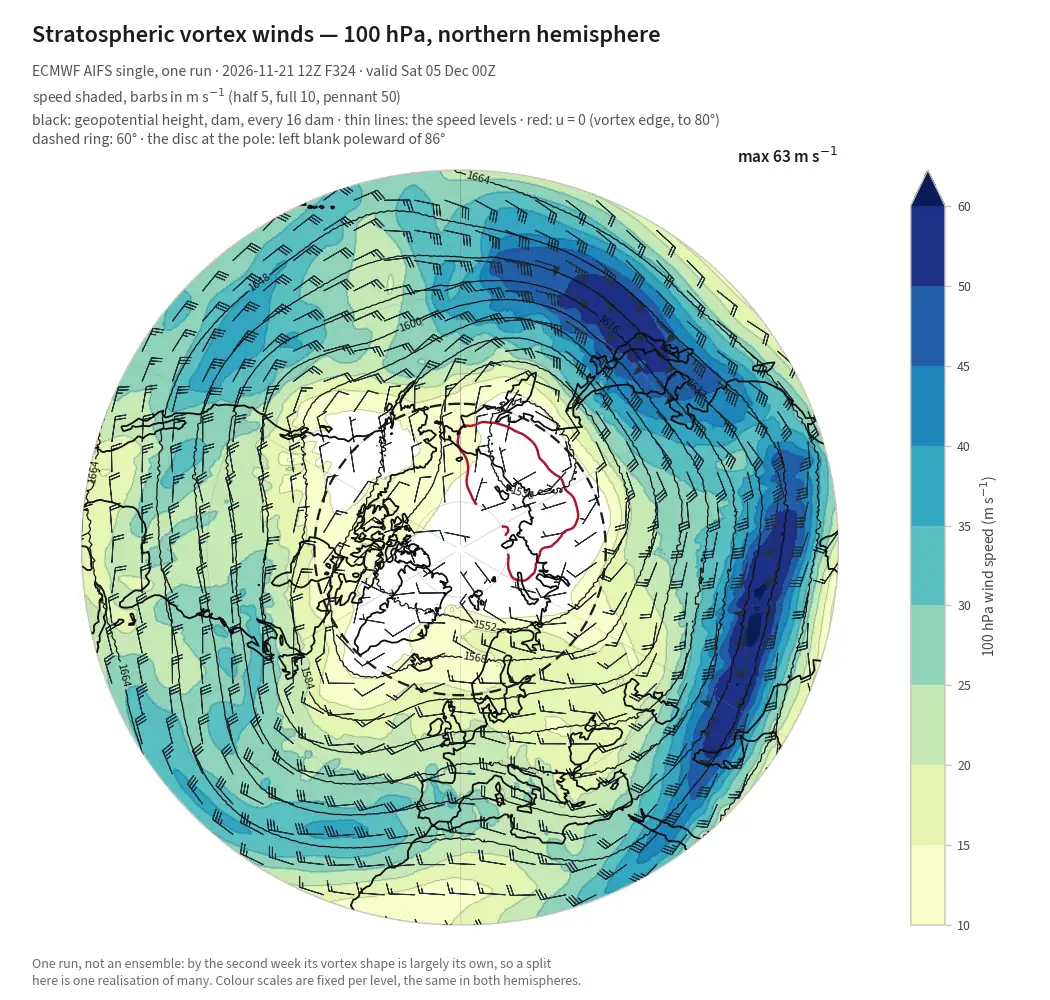 Stratospheric vortex winds — 100 hPa, northern hemisphere
ECMWF AIFS single, one run · 2026-11-21 12Z F324 · valid Sat 05 Dec 00Z
speed shaded, barbs in m s⁻¹ (half 5, full 10, pennant 50)
black: geopotential height, dam, every 16 dam · thin lines: the speed levels · red: u = 0 (vortex edge, to 80°)
dashed ring: 60° · the disc at the pole: left blank poleward of 86°
max 63 m s⁻¹
1664
1600
1616
1664
1552
1568
1584
1664
60
50
45
40
35
30
25
20
15
10
100 hPa wind speed (m s⁻¹)
One run, not an ensemble: by the second week its vortex shape is largely its own, so a split
here is one realisation of many. Colour scales are fixed per level, the same in both hemispheres.